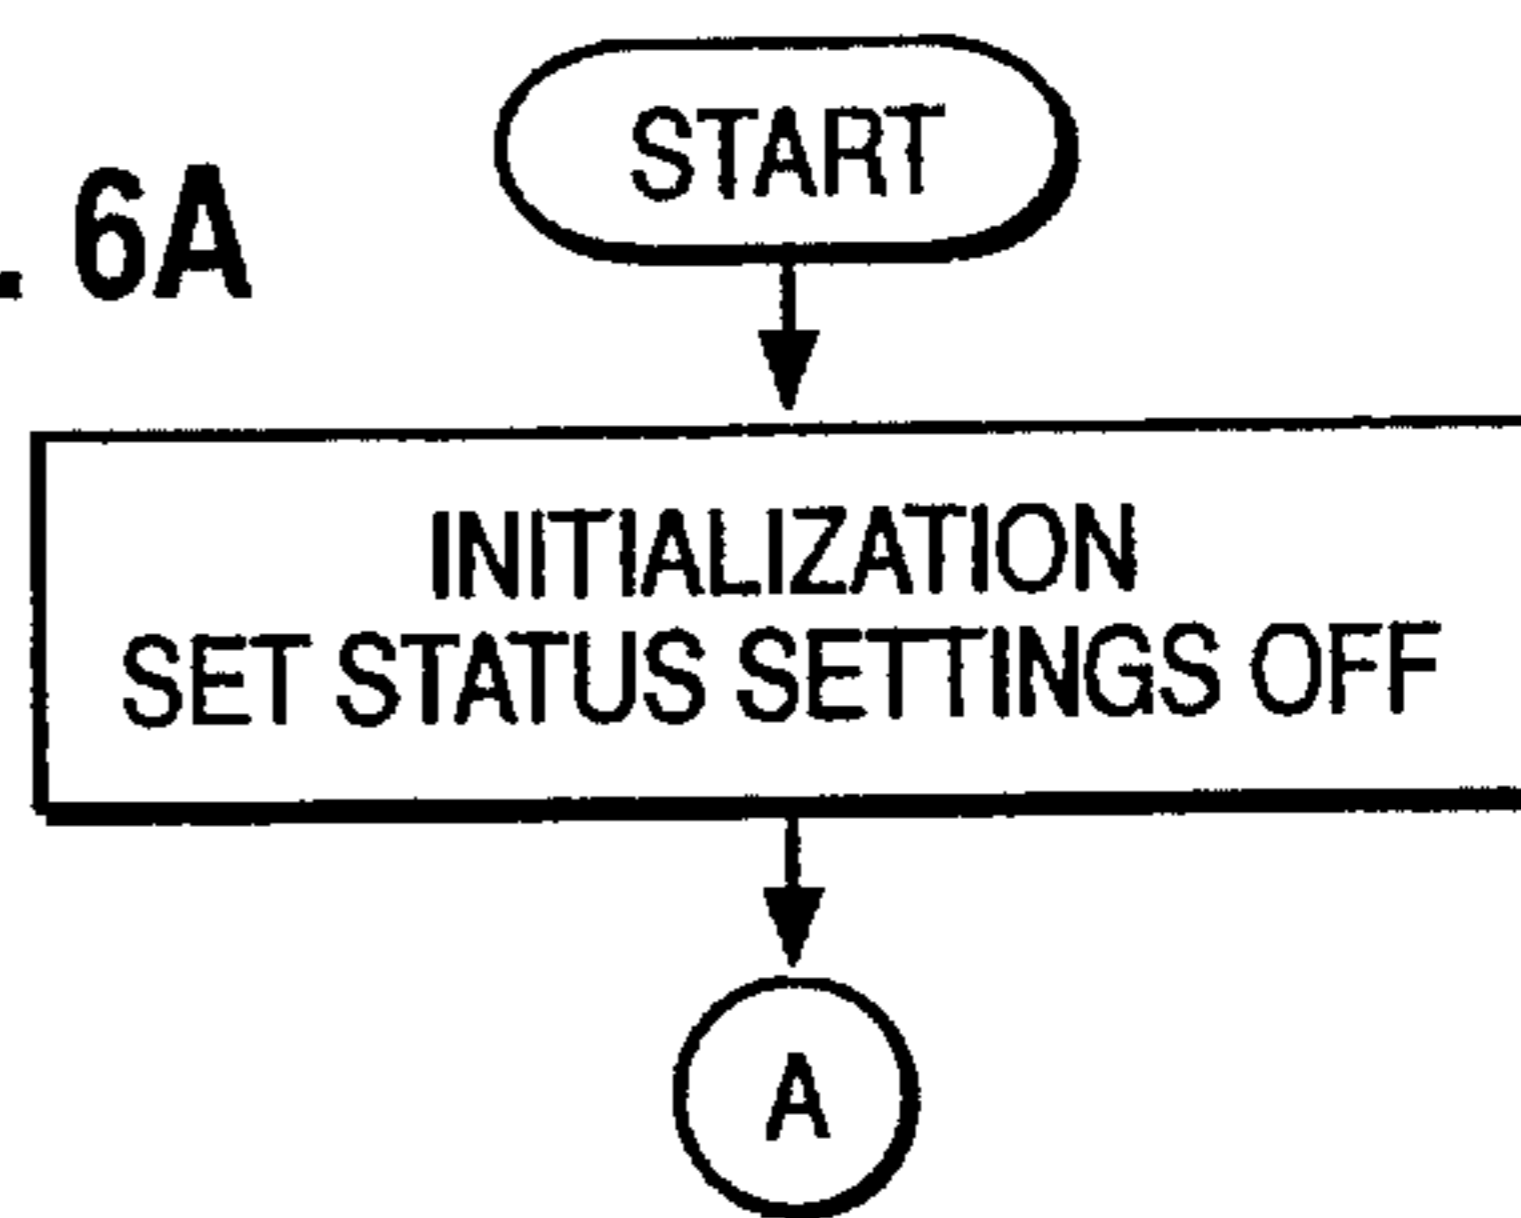 START
. 6A
INITIALIZATION
SET STATUS SETTINGS OFF
A